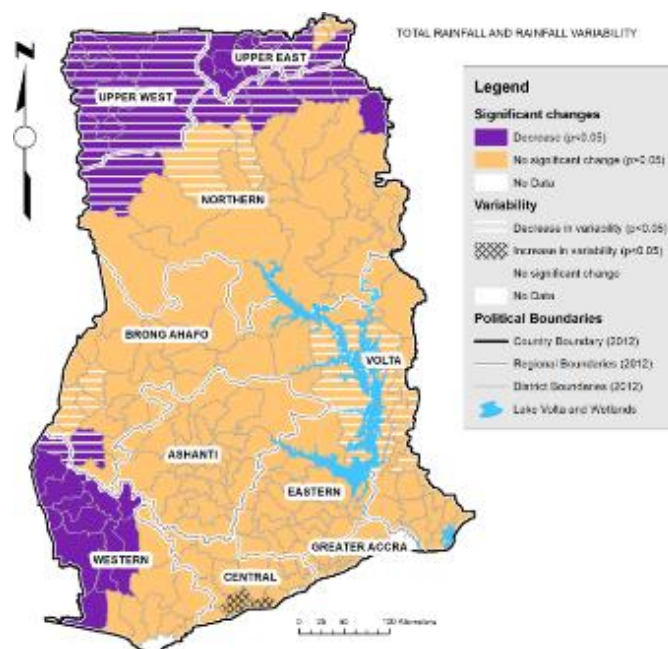 TOTAL RAINFALL AND RAINFALL VARIABILITY
N
UPPER EAST
UPPER WEST
NORTHERN
BRONG AHAFO
VOLTA
ASHANTI
EASTERN
WESTERN
GREATER ACCRA
CENTRAL
Legend
Significant changes
Decrease (p<0.05)
No significant change (p>0.05)
No Data
Variability
Decrease in variability (p<0.05)
Increase in variability (p<0.05)
No significant change
No Data
Political Boundaries
Country Boundary (2012)
Regional Boundaries (2012)
District Boundaries (2012)
Lake Volta and Wetlands
0 25 50 100 Kilometers